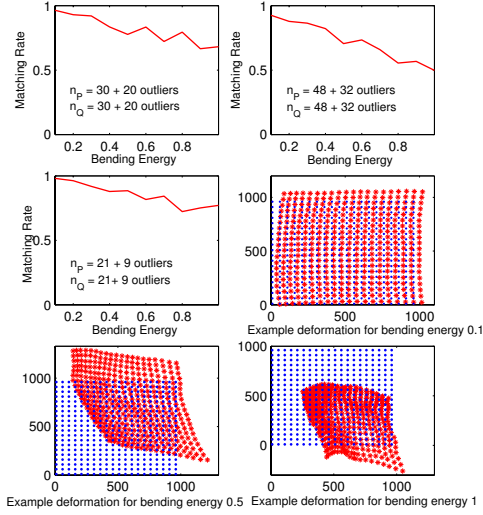 1
0.5
0
Matching Rate
n_P = 30 + 20 outliers
n_Q = 30 + 20 outliers
0.2 0.4 0.6 0.8
Bending Energy
1
0.5
0
Matching Rate
n_P = 48 + 32 outliers
n_Q = 48 + 32 outliers
0.2 0.4 0.6 0.8
Bending Energy
1
0.5
0
Matching Rate
n_P = 21 + 9 outliers
n_Q = 21+ 9 outliers
0.2 0.4 0.6 0.8
Bending Energy
1000
500
0
0 500 1000
Example deformation for bending energy 0.1
1000
500
0
0 500 1000
Example deformation for bending energy 0.5
1000
500
0
0 500 1000
Example deformation for bending energy 1